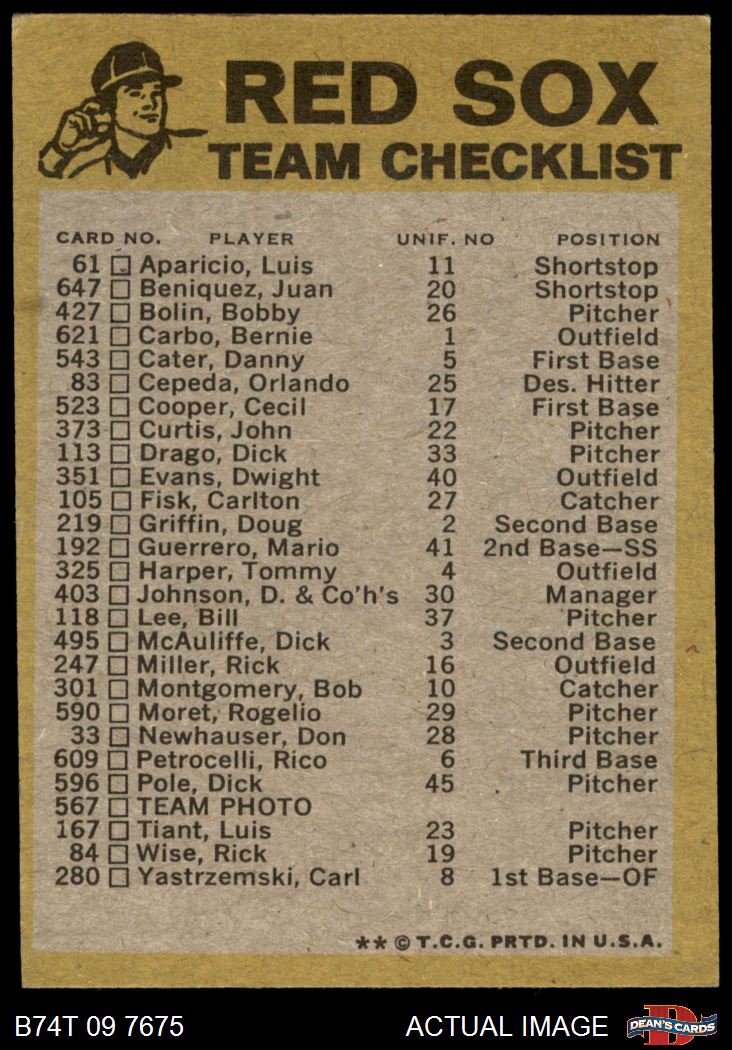 RED SOX
TEAM CHECKLIST
CARD NO. PLAYER UNIF. NO POSITION
61 Aparicio, Luis 11 Shortstop
647 Beniquez, Juan 20 Shortstop
427 Bolin, Bobby 26 Pitcher
621 Carbo, Bernie 1 Outfield
543 Cater, Danny 5 First Base
83 Cepeda, Orlando 25 Des. Hitter
523 Cooper, Cecil 17 First Base
373 Curtis, John 22 Pitcher
113 Drago, Dick 33 Pitcher
351 Evans, Dwight 40 Outfield
105 Fisk, Carlton 27 Catcher
219 Griffin, Doug 2 Second Base
192 Guerrero, Mario 41 2nd Base—SS
325 Harper, Tommy 4 Outfield
403 Johnson, D. & Co'h's 30 Manager
118 Lee, Bill 37 Pitcher
495 McAuliffe, Dick 3 Second Base
247 Miller, Rick 16 Outfield
301 Montgomery, Bob 10 Catcher
590 Moret, Rogelio 29 Pitcher
33 Newhauser, Don 28 Pitcher
609 Petrocelli, Rico 6 Third Base
596 Pole, Dick 45 Pitcher
567 TEAM PHOTO
167 Tiant, Luis 23 Pitcher
84 Wise, Rick 19 Pitcher
280 Yastrzemski, Carl 8 1st Base—OF
** © T.C.G. PRTD. IN U.S.A.
B74T 09 7675 ACTUAL IMAGE DEAN'S CARDS